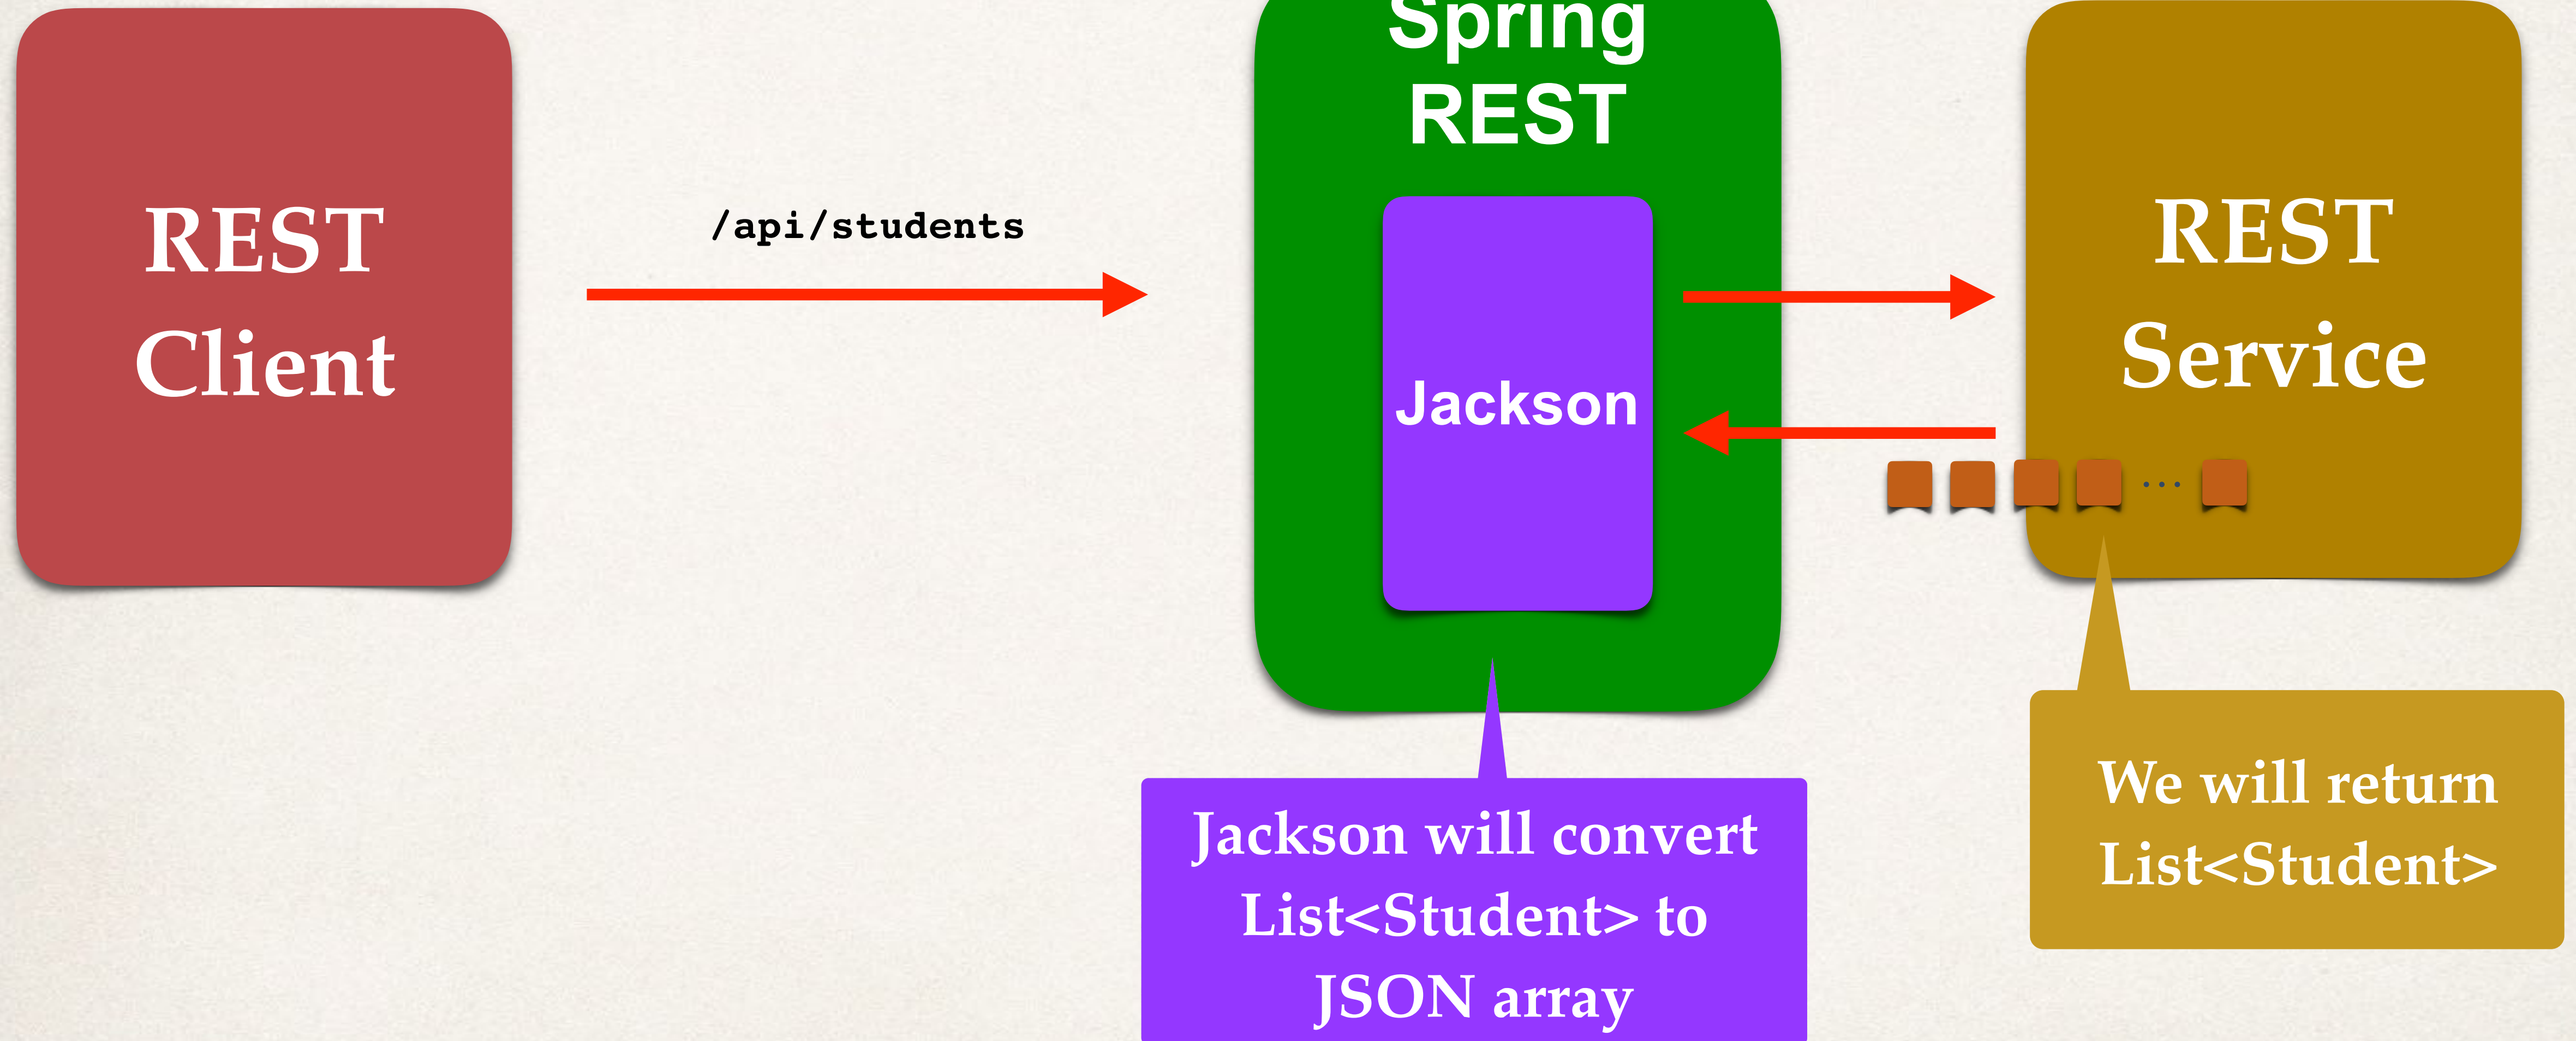 REST
Client
/api/students
Spring
REST
Jackson
REST
Service
...
Jackson will convert
List<Student> to
JSON array
We will return
List<Student>